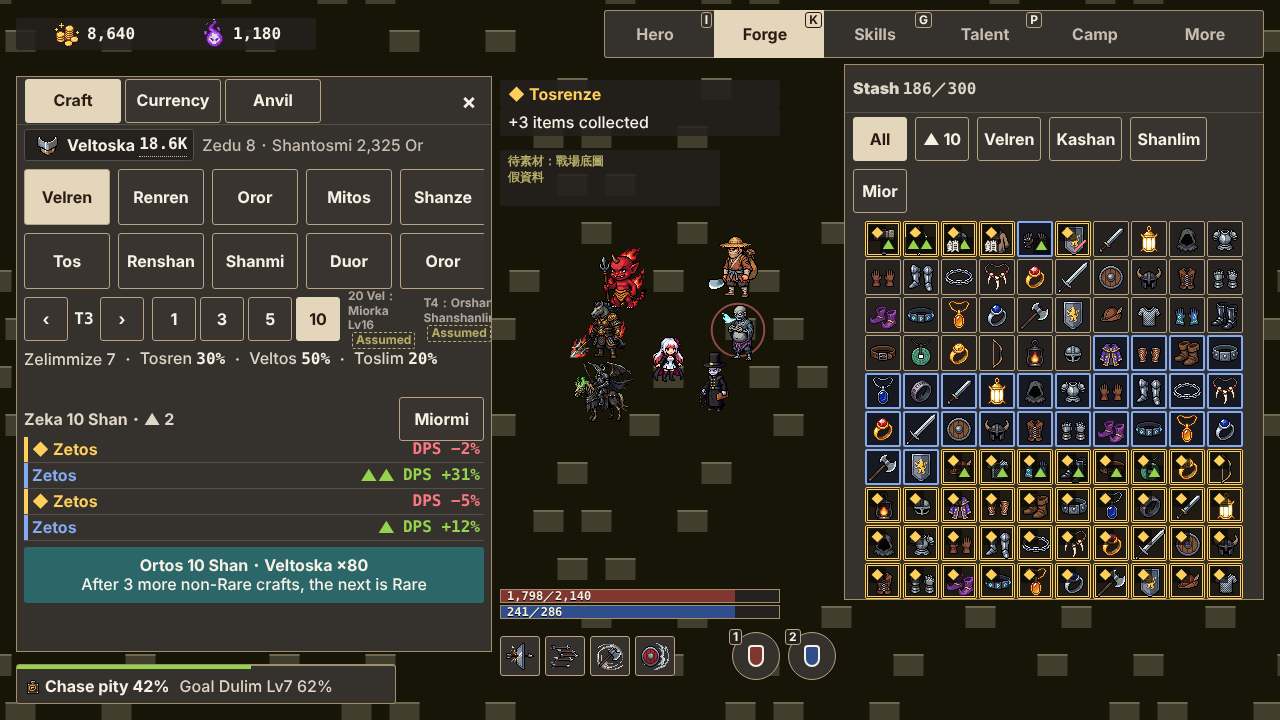 8,640
1,180
Hero I
Forge K
Skills G
Talent P
Camp
More
Craft
Currency
Anvil
×
Veltoska 18.6K
Zedu 8 · Shantosmi 2,325 Or
Velren
Renren
Oror
Mitos
Shanze
Tos
Renshan
Shanmi
Duor
Oror
‹ T3 ›
1
3
5
10
20 Vel :
Miorka
Lv16
Assumed
T4 : Orshan
Shanshanlin
Assumed
Zelimmize 7 · Tosren 30% · Veltos 50% · Toslim 20%
Zeka 10 Shan · ▲ 2
Miormi
◆ Zetos DPS −2%
Zetos ▲▲ DPS +31%
◆ Zetos DPS −5%
Zetos ▲ DPS +12%
Ortos 10 Shan · Veltoska ×80
After 3 more non-Rare crafts, the next is Rare
Chase pity 42% Goal Dulim Lv7 62%
◆ Tosrenze
+3 items collected
待素材：戰場底圖
假資料
1,798／2,140
241／286
1
2
Stash 186／300
All
▲ 10
Velren
Kashan
Shanlim
Mior
鎖
鎖